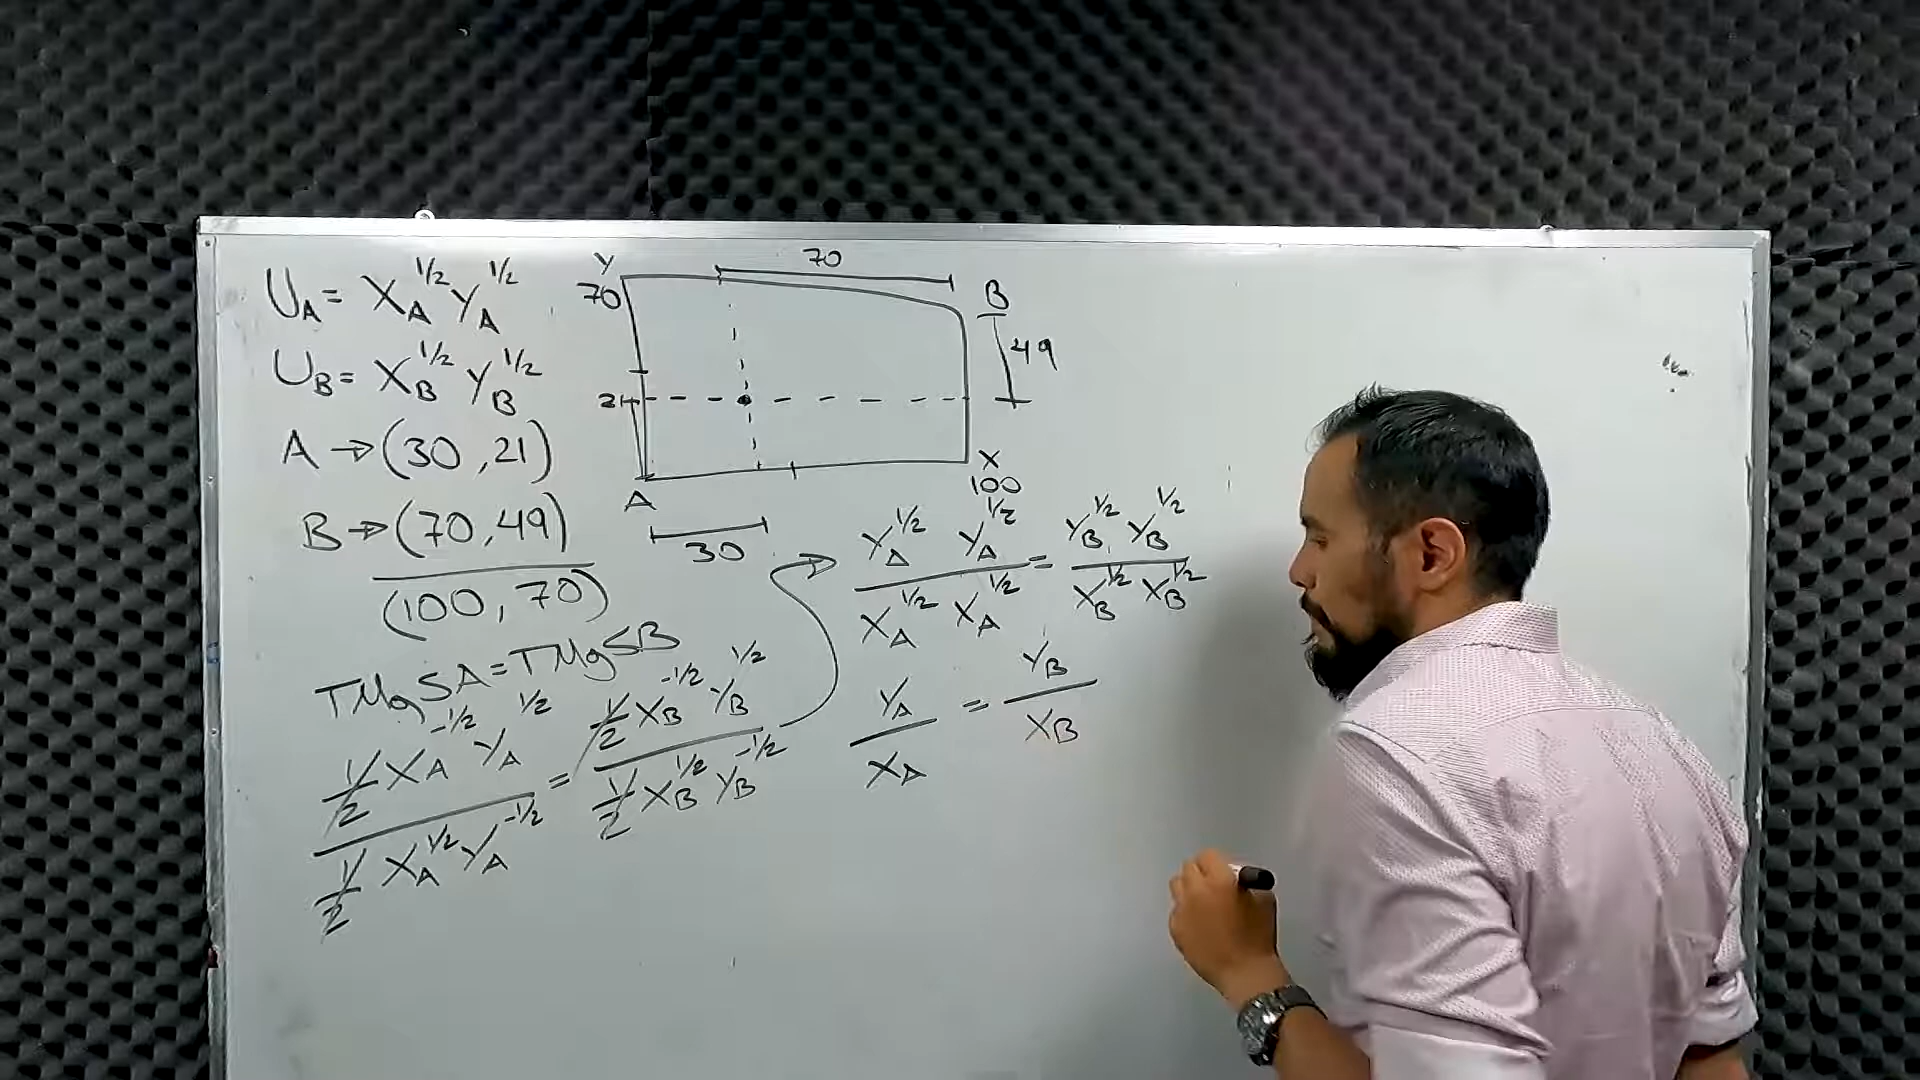 U_A = X_A^1/2 Y_A^1/2
U_B = X_B^1/2 Y_B^1/2
A → (30, 21)
B → (70, 49)
(100, 70)
Y
70
70
B
49
21
X
100
A
30
TMgSA = TMgSB
1/2 X_A^-1/2 Y_A^1/2 / 1/2 X_A^1/2 Y_A^-1/2 = 1/2 X_B^-1/2 Y_B^1/2 / 1/2 X_B^1/2 Y_B^-1/2
Y_A^1/2 Y_A^1/2 / X_A^1/2 X_A^1/2 = Y_B^1/2 Y_B^1/2 / X_B^1/2 X_B^1/2
Y_A / X_A = Y_B / X_B